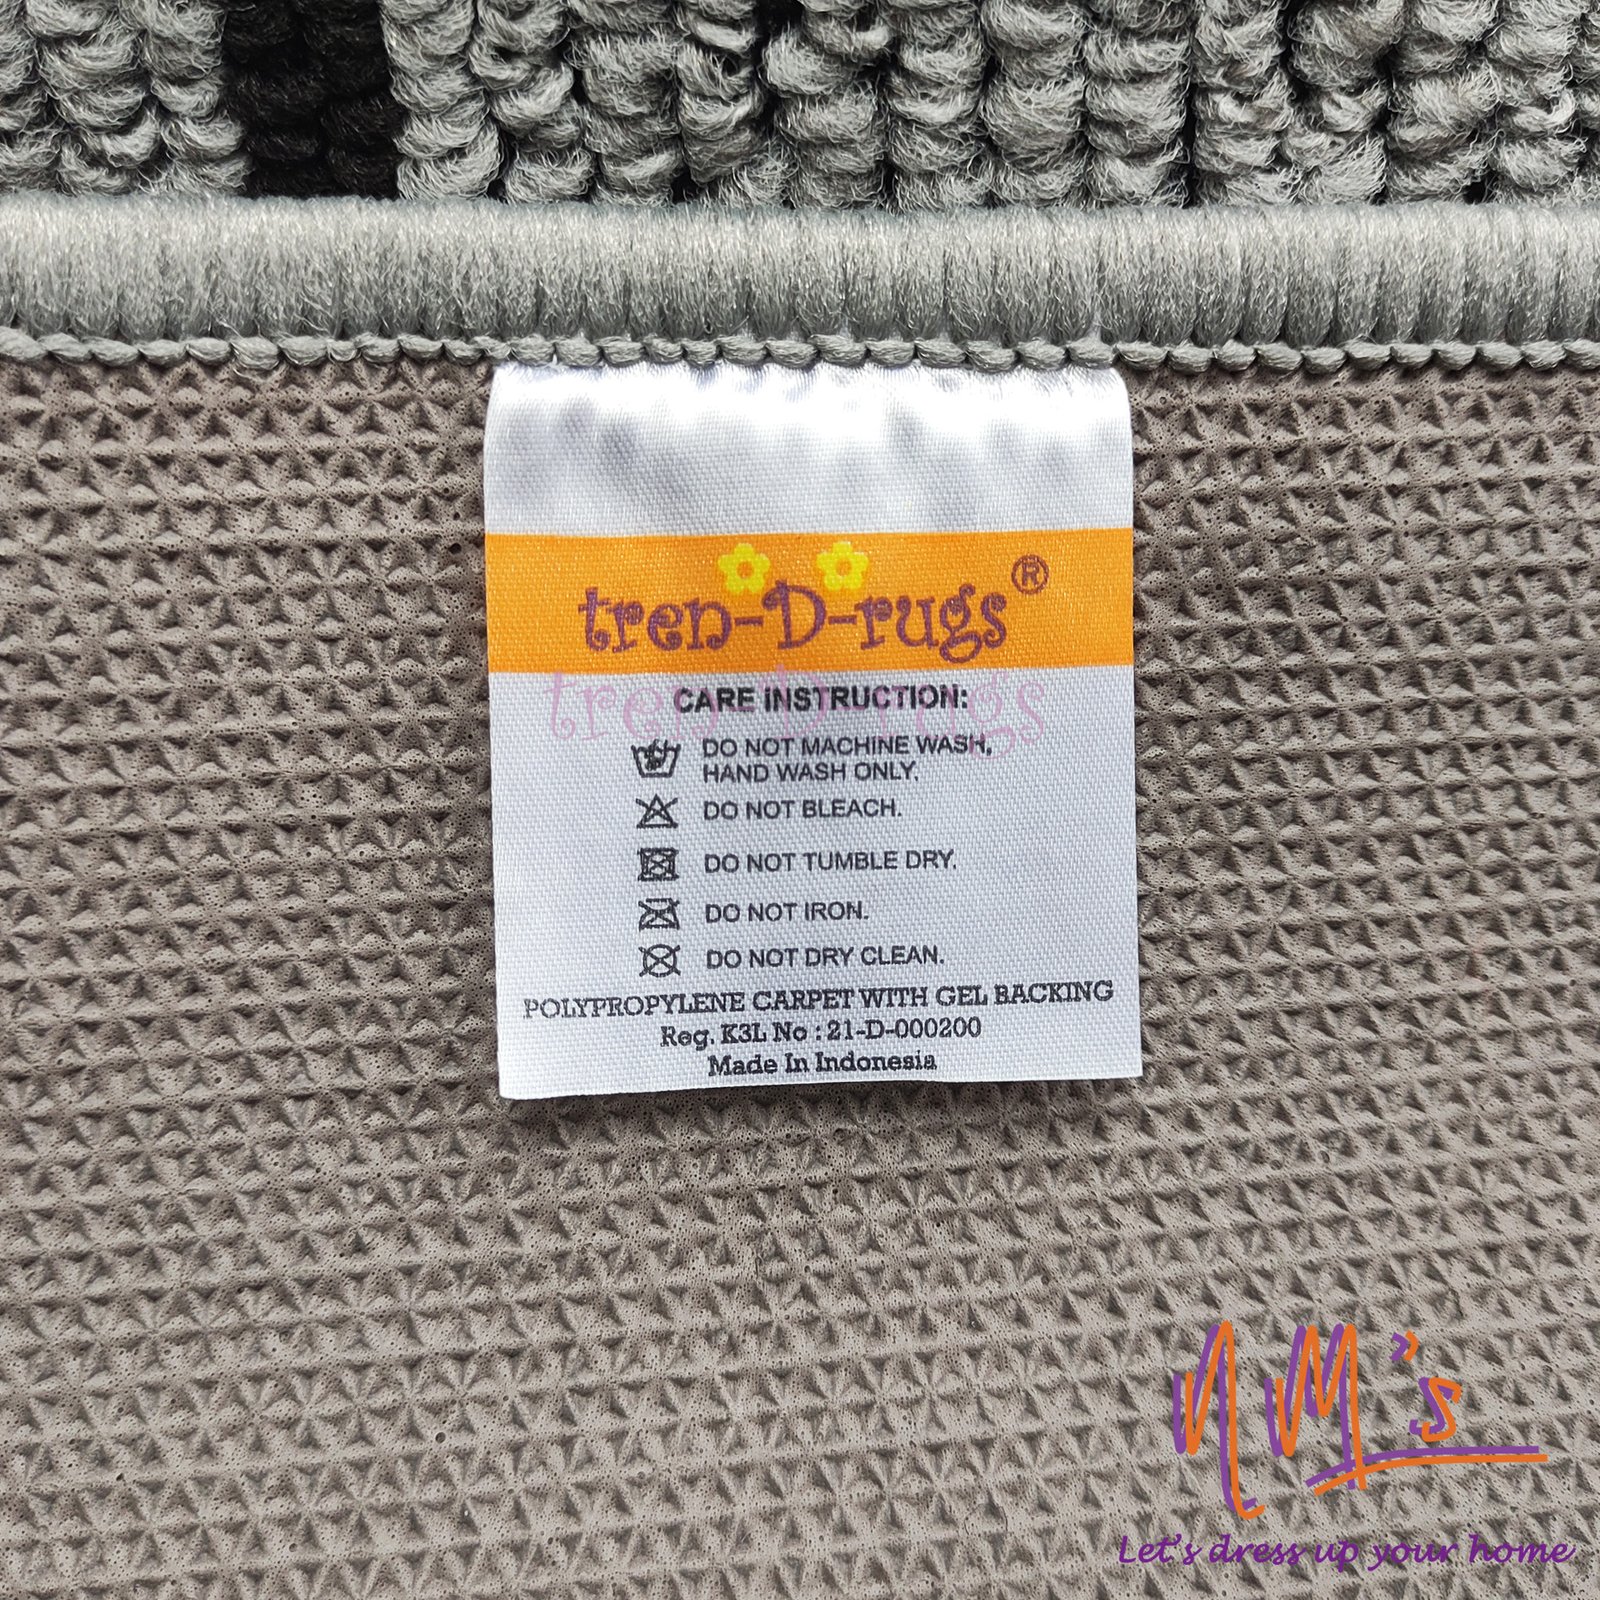 tren-D-rugs®
tren-D-rugs
CARE INSTRUCTION:
DO NOT MACHINE WASH,
HAND WASH ONLY.
DO NOT BLEACH.
DO NOT TUMBLE DRY.
DO NOT IRON.
DO NOT DRY CLEAN.
POLYPROPYLENE CARPET WITH GEL BACKING
Reg. K3L No : 21-D-000200
Made In Indonesia
NM"s
Let's dress up your home